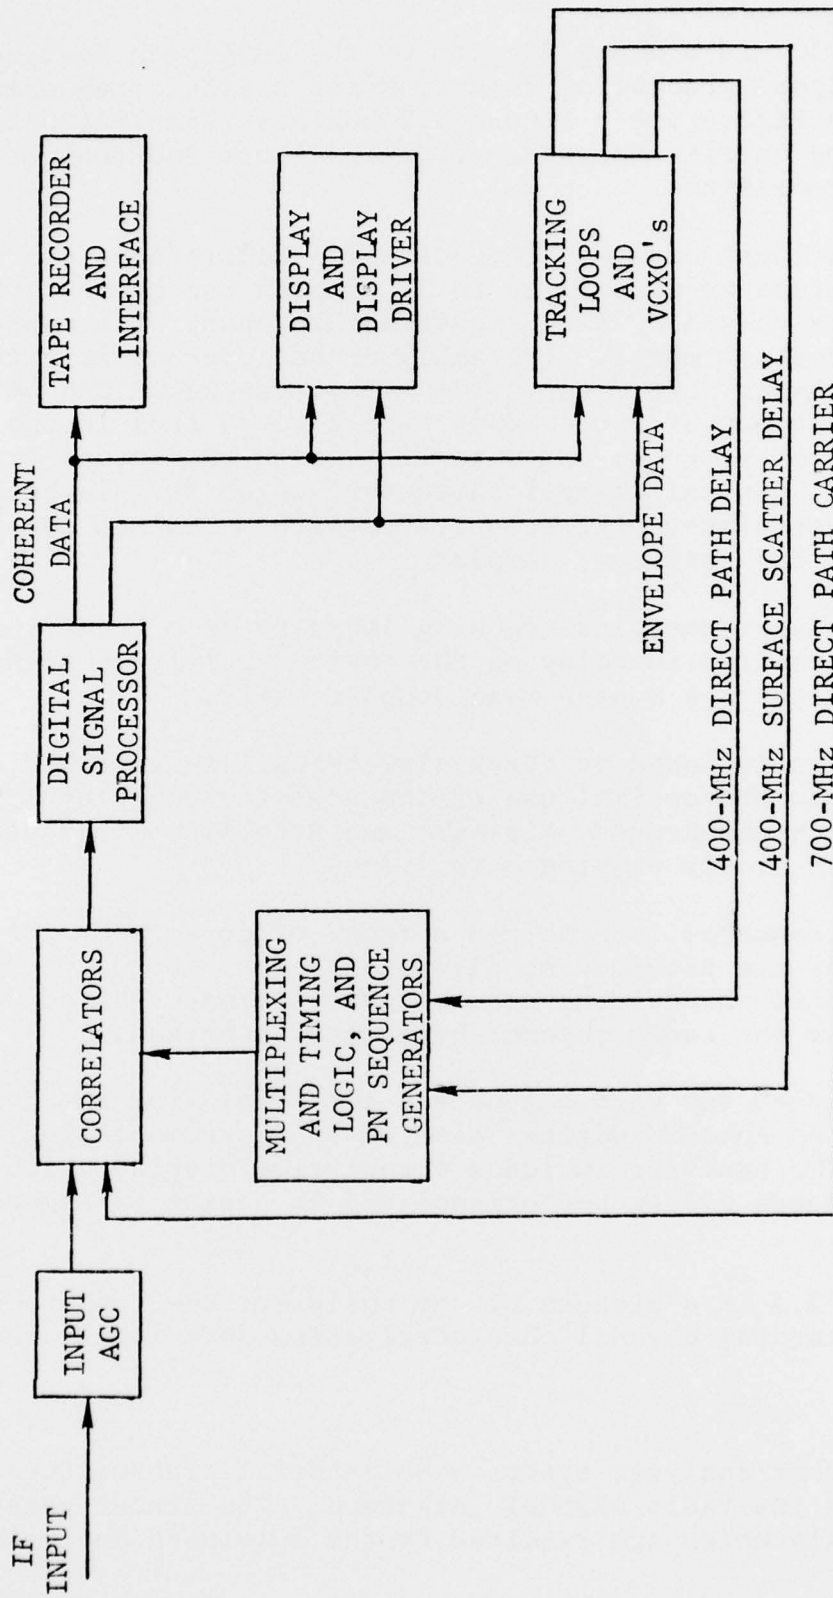 IF
INPUT
INPUT
AGC
CORRELATORS
MULTIPLEXING
AND TIMING
LOGIC, AND
PN SEQUENCE
GENERATORS
DIGITAL
SIGNAL
PROCESSOR
COHERENT
DATA
TAPE RECORDER
AND
INTERFACE
DISPLAY
AND
DISPLAY
DRIVER
TRACKING
LOOPS
AND
VCXO's
ENVELOPE DATA
400-MHz DIRECT PATH DELAY
400-MHz SURFACE SCATTER DELAY
700-MHz DIRECT PATH CARRIER